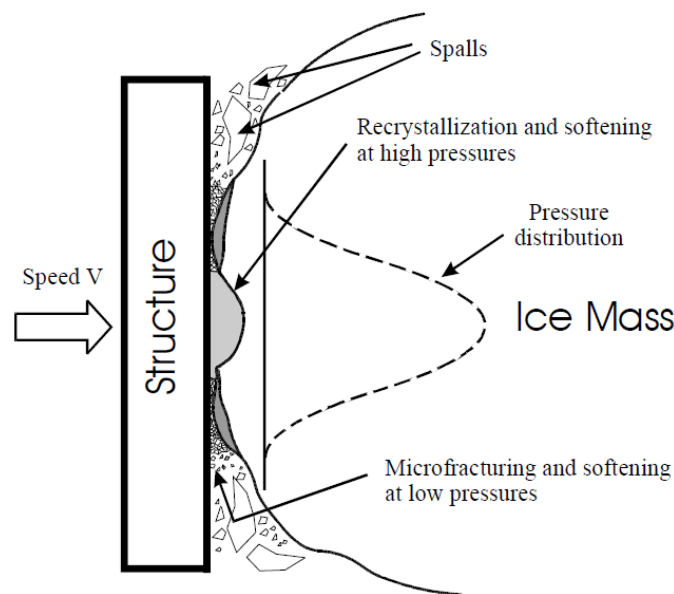 Spalls
Recrystallization and softening
at high pressures
Pressure
distribution
Speed V
Structure
Ice Mass
Microfracturing and softening
at low pressures